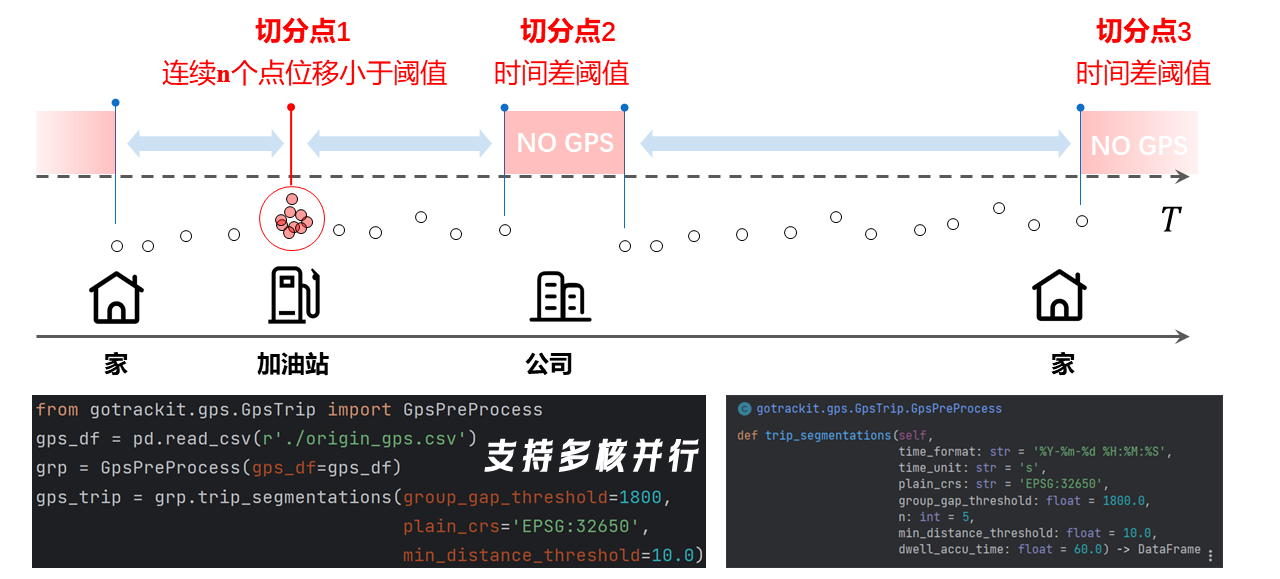 切分点1
切分点2
切分点3
连续n个点位移小于阈值
时间差阈值
时间差阈值
NO GPS
NO GPS
T
家
加油站
公司
家
from gotrackit.gps.GpsTrip import GpsPreProcess
gps_df = pd.read_csv(r'./origin_gps.csv')
grp = GpsPreProcess(gps_df=gps_df)
gps_trip = grp.trip_segmentations(group_gap_threshold=1800,
plain_crs='EPSG:32650',
min_distance_threshold=10.0)
支持多核并行
C gotrackit.gps.GpsTrip.GpsPreProcess
def trip_segmentations(self,
time_format: str = '%Y-%m-%d %H:%M:%S',
time_unit: str = 's',
plain_crs: str = 'EPSG:32650',
group_gap_threshold: float = 1800.0,
n: int = 5,
min_distance_threshold: float = 10.0,
dwell_accu_time: float = 60.0) -> DataFrame